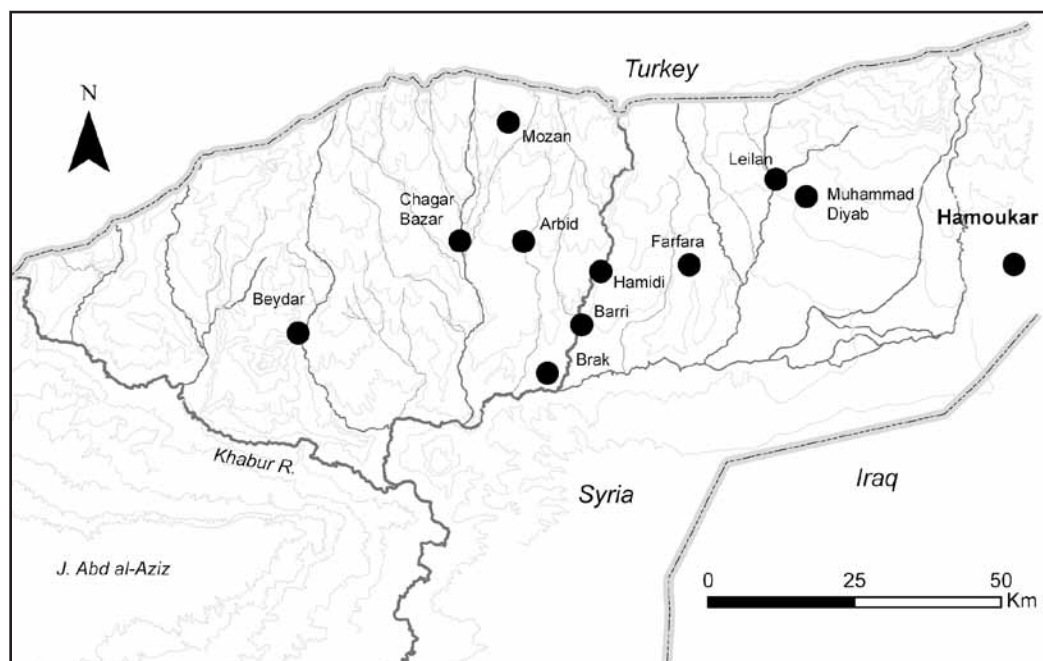 Turkey
N
Mozan
Leilan
Muhammad
Diyab
Chagar
Bazar
Arbid
Hamoukar
Farfara
Hamidi
Beydar
Barri
Brak
Khabur R.
Syria
Iraq
J. Abd al-Aziz
0 25 50
Km